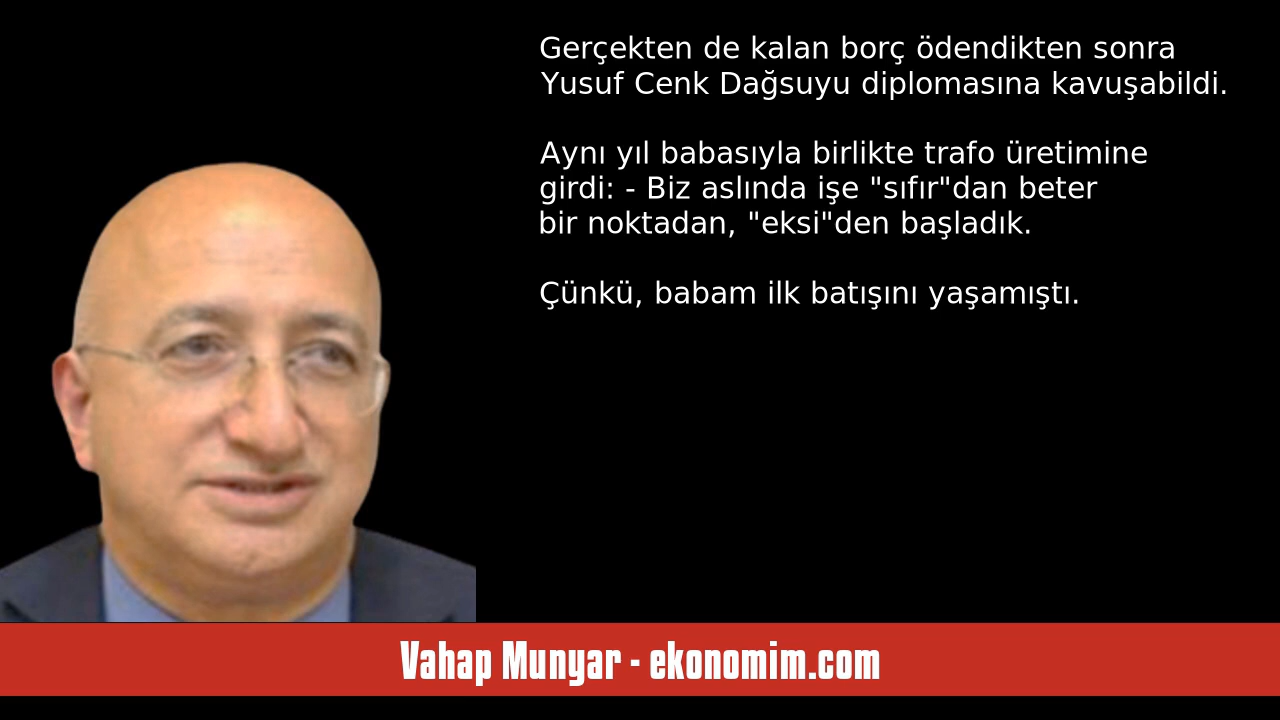 Gerçekten de kalan borç ödendikten sonra
Yusuf Cenk Dağsuyu diplomasına kavuşabildi.
Aynı yıl babasıyla birlikte trafo üretimine
girdi: - Biz aslında işe "sıfır"dan beter
bir noktadan, "eksi"den başladık.
Çünkü, babam ilk batışını yaşamıştı.
Vahap Munyar - ekonomim.com